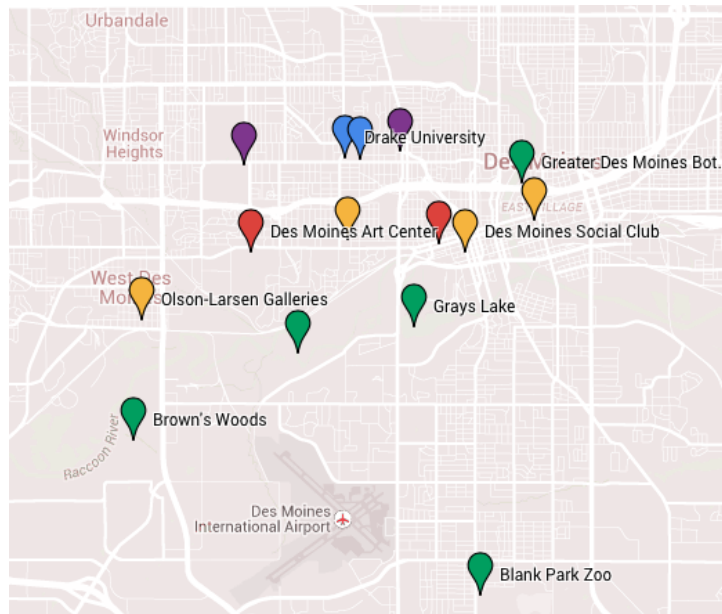 Urbandale
Windsor
Heights
Drake University
Des Moines
Greater Des Moines Bot.
EAST VILLAGE
Des Moines Art Center
Des Moines Social Club
West Des
Moines
Olson-Larsen Galleries
Grays Lake
Brown's Woods
Raccoon River
Des Moines
International Airport
Blank Park Zoo